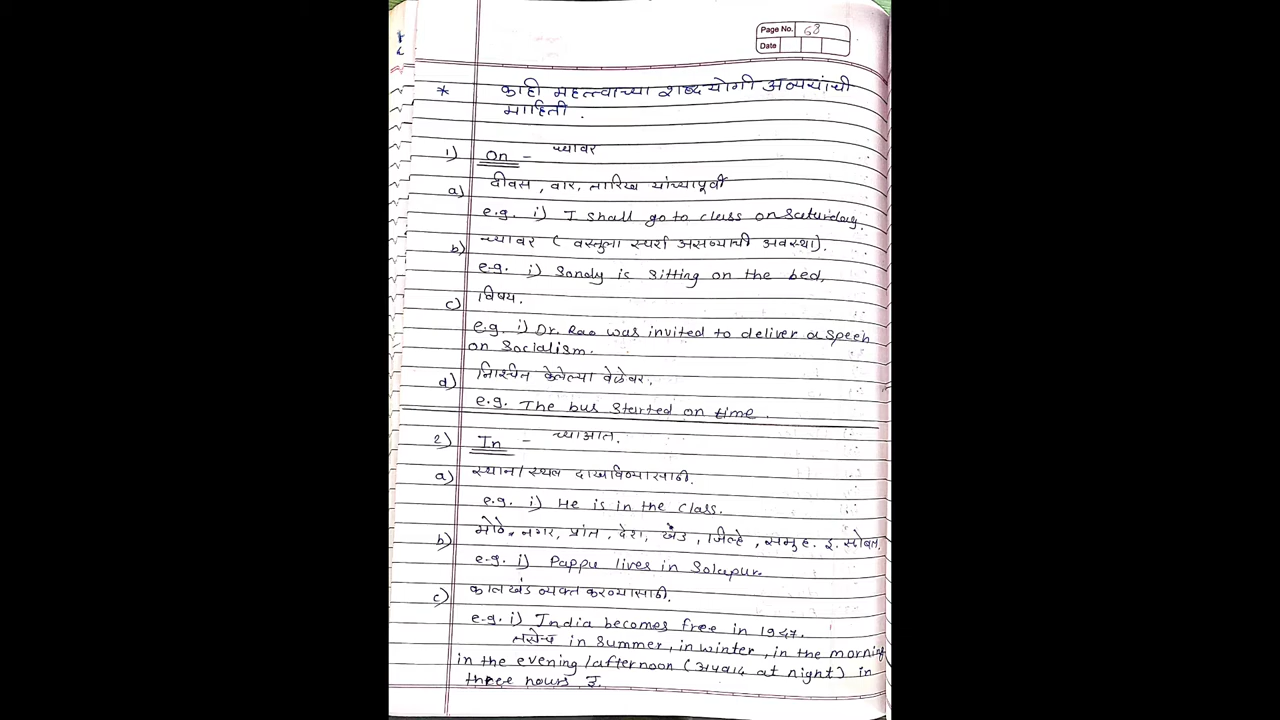 Page No. 63
Date
* काही महत्त्वाच्या शब्दयोगी अव्ययांची
माहिती.
1) On - च्यावर
a) दीवस, वार, तारिख यांच्यापूर्वी
e.g. i) I shall go to class on Saturday.
b) च्यावर ( वस्तुला स्पर्श असण्याची अवस्था).
e.g. i) Sandy is sitting on the bed,
c) विषय.
e.g. i) Dr. Rao was invited to deliver a speeh
on Socialism.
d) निश्चित केलेल्या वेळेवर.
e.g. The bus started on time.
2) In - च्याआत.
a) स्थान/स्थळ दाखविण्यासाठी.
e.g. i) He is in the class.
b) मोठे नगर, प्रांत, देश, खंड, जिल्हे, समुह. इ. सोबत.
e.g. i) Pappu lives in Solapur.
c) कालखंड व्यक्त करण्यासाठी.
e.g. i) India becomes free in 1947.
तसेच in summer, in winter, in the morning
in the evening/afternoon (अपवाद at night) in
three hours इ.